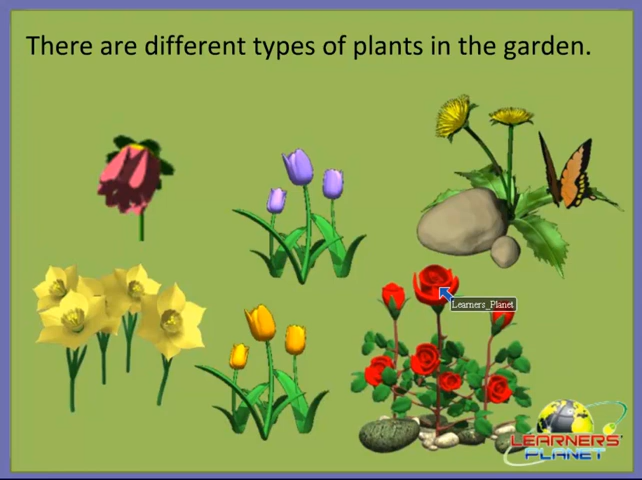 There are different types of plants in the garden.
Learners_Planet
LEARNERS'
PLANET